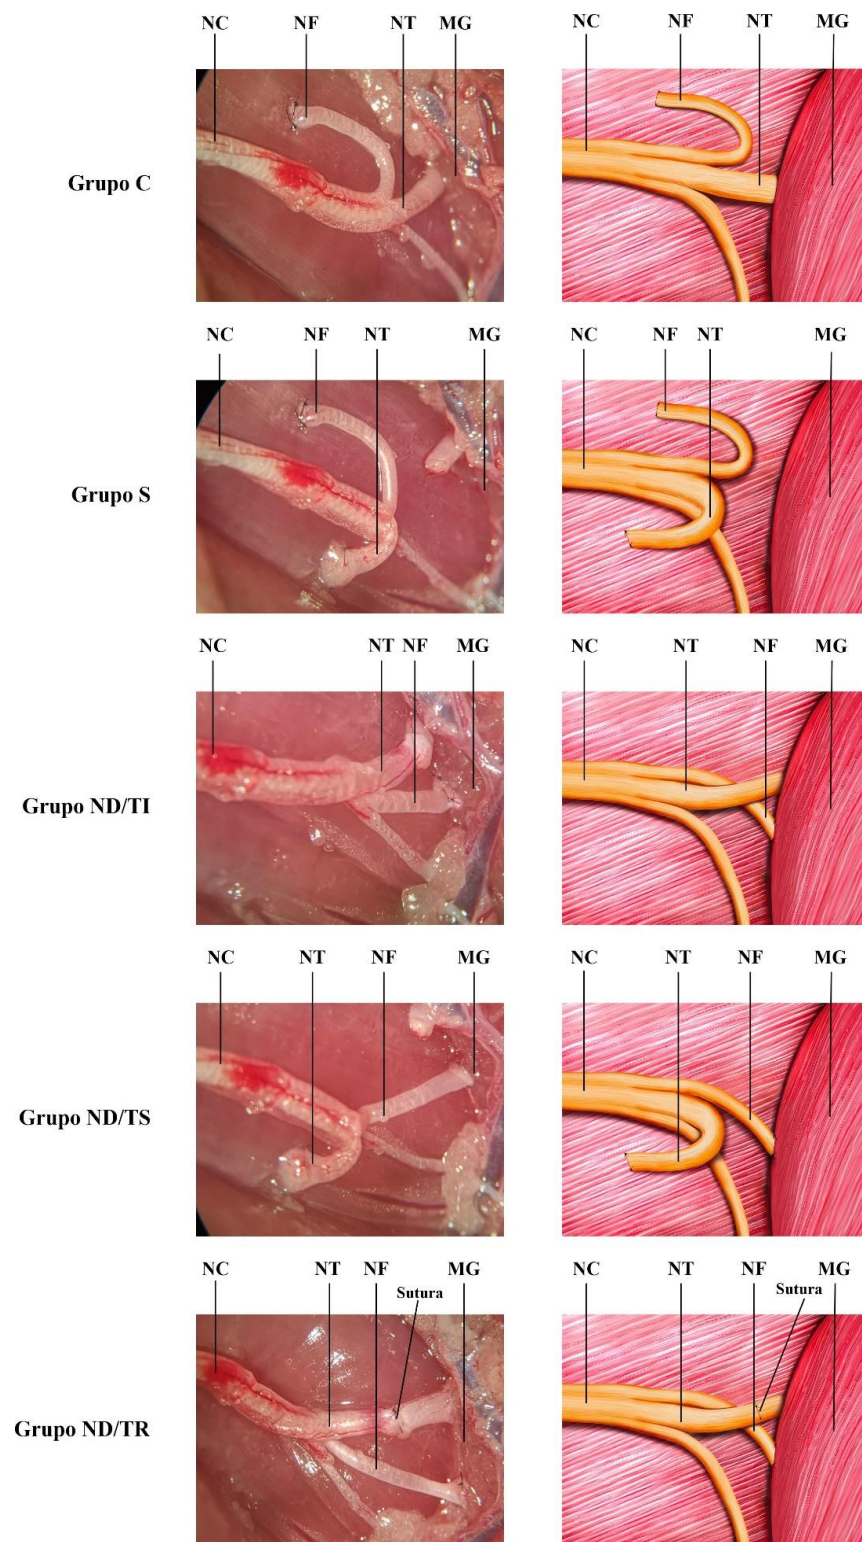 NC NF NT MG NC NF NT MG
Grupo C
NC NF NT MG NC NF NT MG
Grupo S
NC NT NF MG NC NT NF MG
Grupo ND/TI
NC NT NF MG NC NT NF MG
Grupo ND/TS
NC NT NF MG NC NT NF MG
Sutura Sutura
Grupo ND/TR